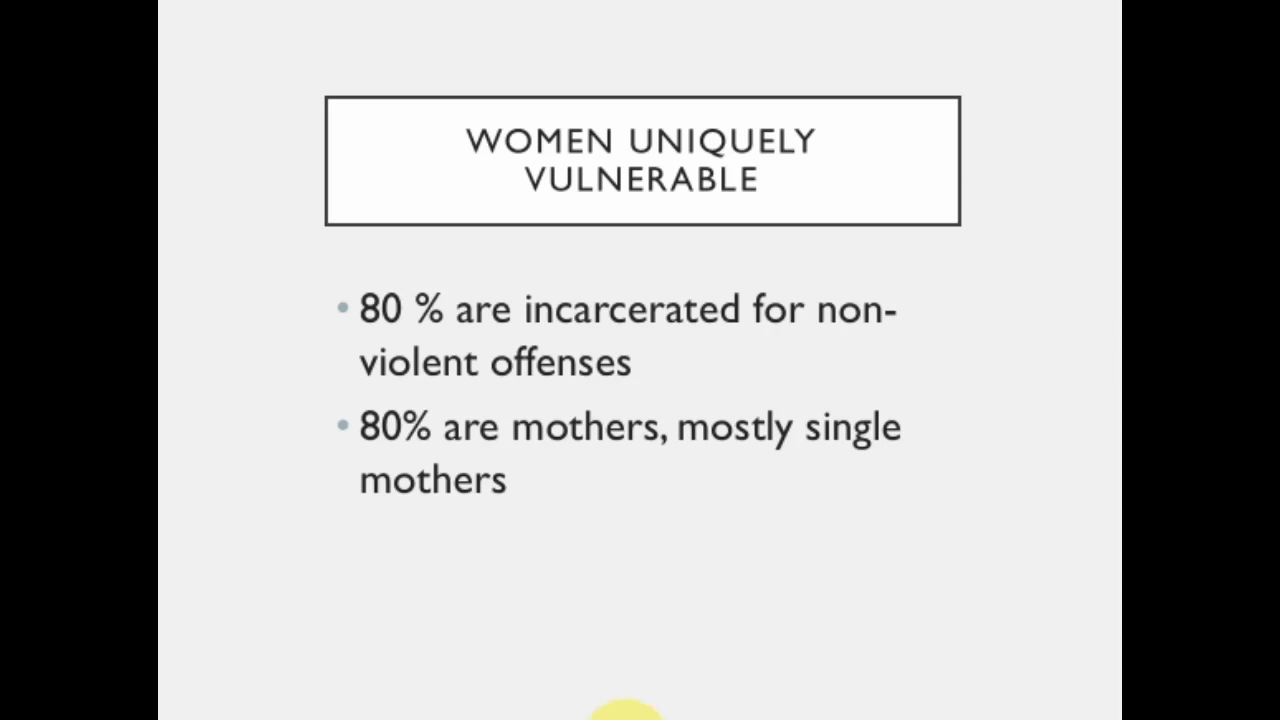 WOMEN UNIQUELY
VULNERABLE
• 80 % are incarcerated for non-
violent offenses
• 80% are mothers, mostly single
mothers